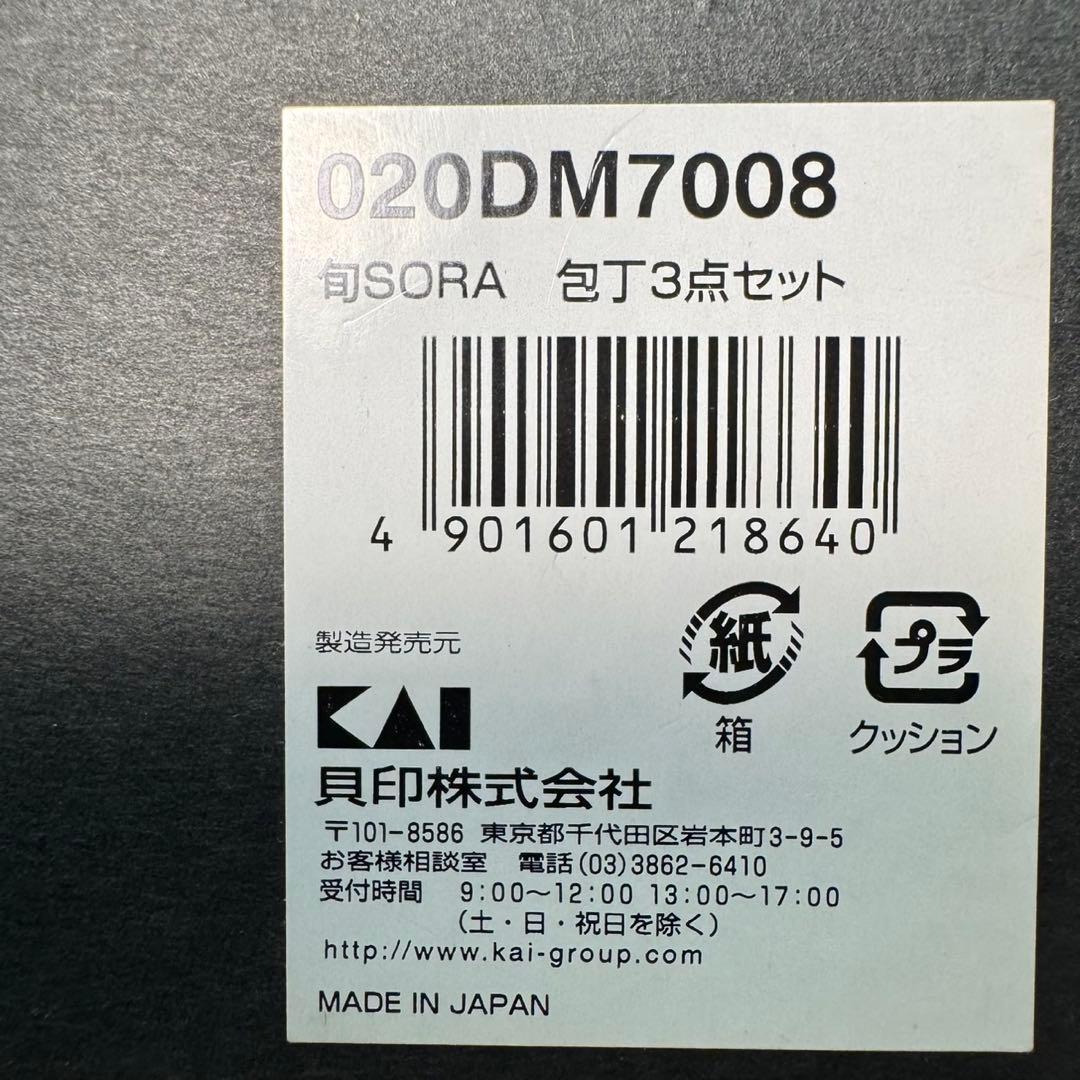 020DM7008
旬SORA　包丁3点セット
4 901601 218640
紙
プラ
箱
クッション
製造発売元
KAI
貝印株式会社
〒101-8586 東京都千代田区岩本町3-9-5
お客様相談室　電話(03)3862-6410
受付時間　9:00〜12:00 13:00〜17:00
(土・日・祝日を除く)
http://www.kai-group.com
MADE IN JAPAN